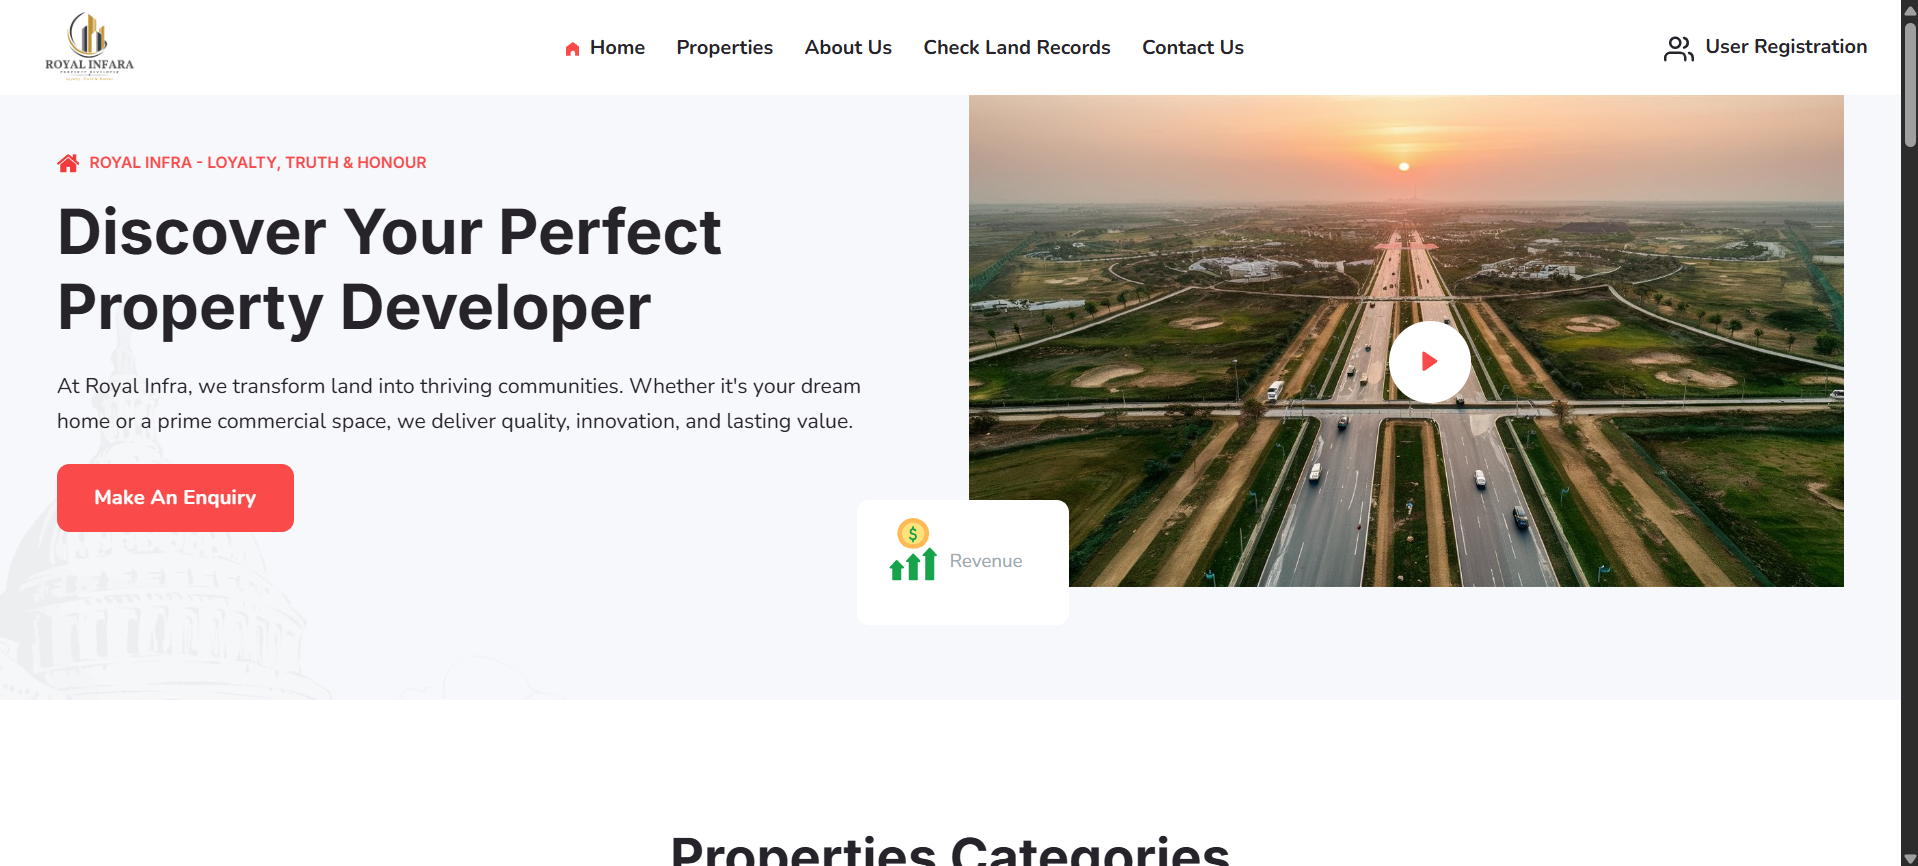 ROYAL INFARA
PROPERTY DEVELOPER
Home
Properties
About Us
Check Land Records
Contact Us
User Registration
ROYAL INFRA - LOYALTY, TRUTH & HONOUR
Discover Your Perfect
Property Developer
At Royal Infra, we transform land into thriving communities. Whether it's your dream
home or a prime commercial space, we deliver quality, innovation, and lasting value.
Make An Enquiry
$
Revenue
Properties Categories